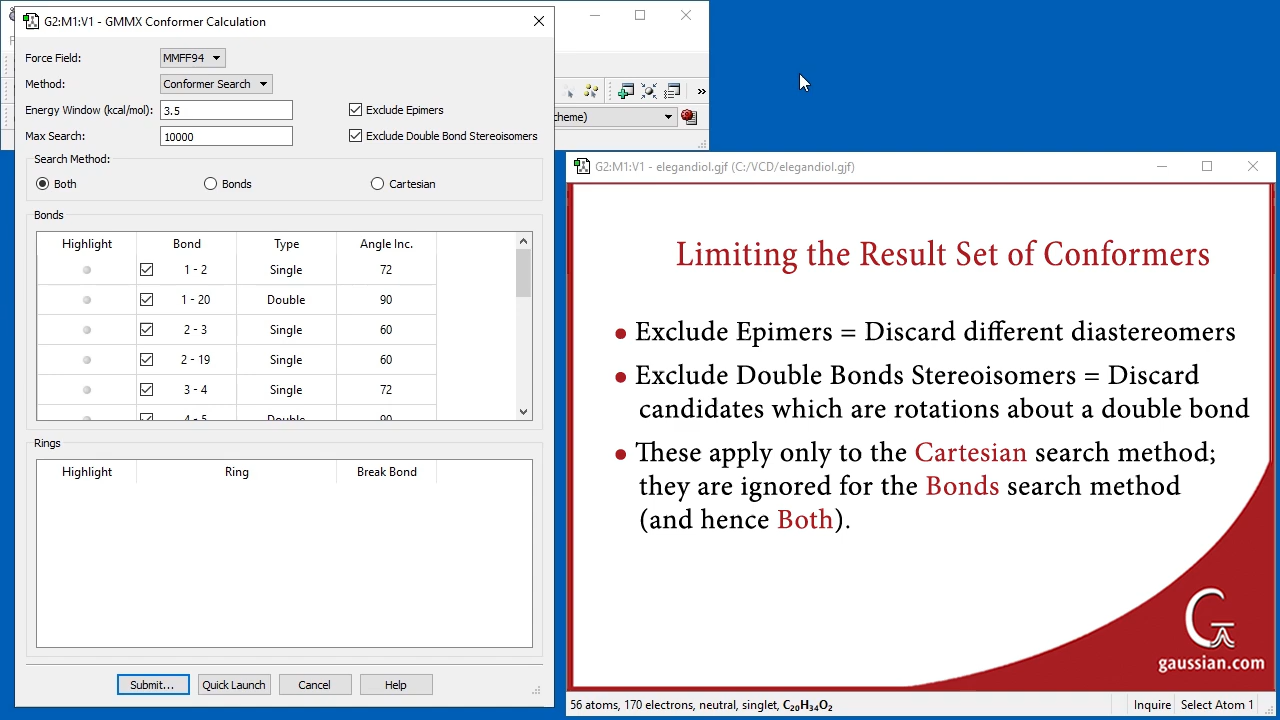 G2:M1:V1 - GMMX Conformer Calculation
Force Field: MMFF94
Method: Conformer Search
Energy Window (kcal/mol): 3.5
Exclude Epimers
Max Search: 10000
Exclude Double Bond Stereoisomers
Search Method:
Both Bonds Cartesian
Bonds
Highlight Bond Type Angle Inc.
1 - 2 Single 72
1 - 20 Double 90
2 - 3 Single 60
2 - 19 Single 60
3 - 4 Single 72
4 - 5 Double 90
Rings
Highlight Ring Break Bond
Submit... Quick Launch Cancel Help
»
heme)
G2:M1:V1 - elegandiol.gjf (C:/VCD/elegandiol.gjf)
Limiting the Result Set of Conformers
• Exclude Epimers = Discard different diastereomers
• Exclude Double Bonds Stereoisomers = Discard
candidates which are rotations about a double bond
• These apply only to the Cartesian search method;
they are ignored for the Bonds search method
(and hence Both).
G
gaussian.com
56 atoms, 170 electrons, neutral, singlet, C₂₀H₃₄O₂
Inquire Select Atom 1